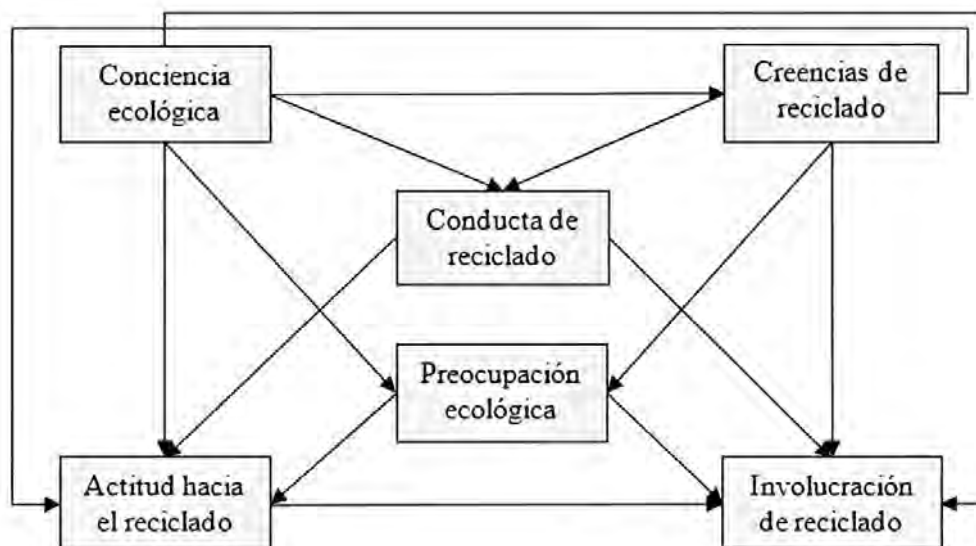 Conciencia
ecológica
Creencias de
reciclado
Conducta de
reciclado
Preocupación
ecológica
Actitud hacia
el reciclado
Involucración
de reciclado